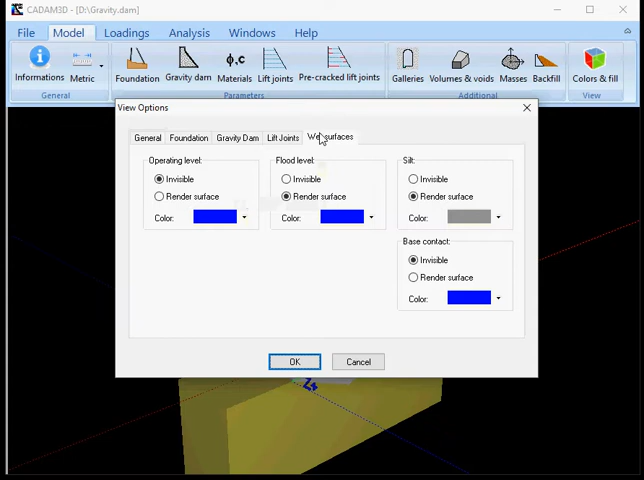 CADAM3D - [D:\Gravity.dam]
File Model Loadings Analysis Windows Help
Informations Metric Foundation Gravity dam Materials Lift joints Pre-cracked lift joints Galleries Volumes & voids Masses Backfill Colors & fill
φ,c
General Parameters Additional View
View Options
General Foundation Gravity Dam Lift Joints surfaces
Operating level: Flood level: Silt:
Invisible Invisible Invisible
Render surface Render surface Render surface
Color: Color: Color:
Base contact:
Invisible
Render surface
Color:
OK Cancel